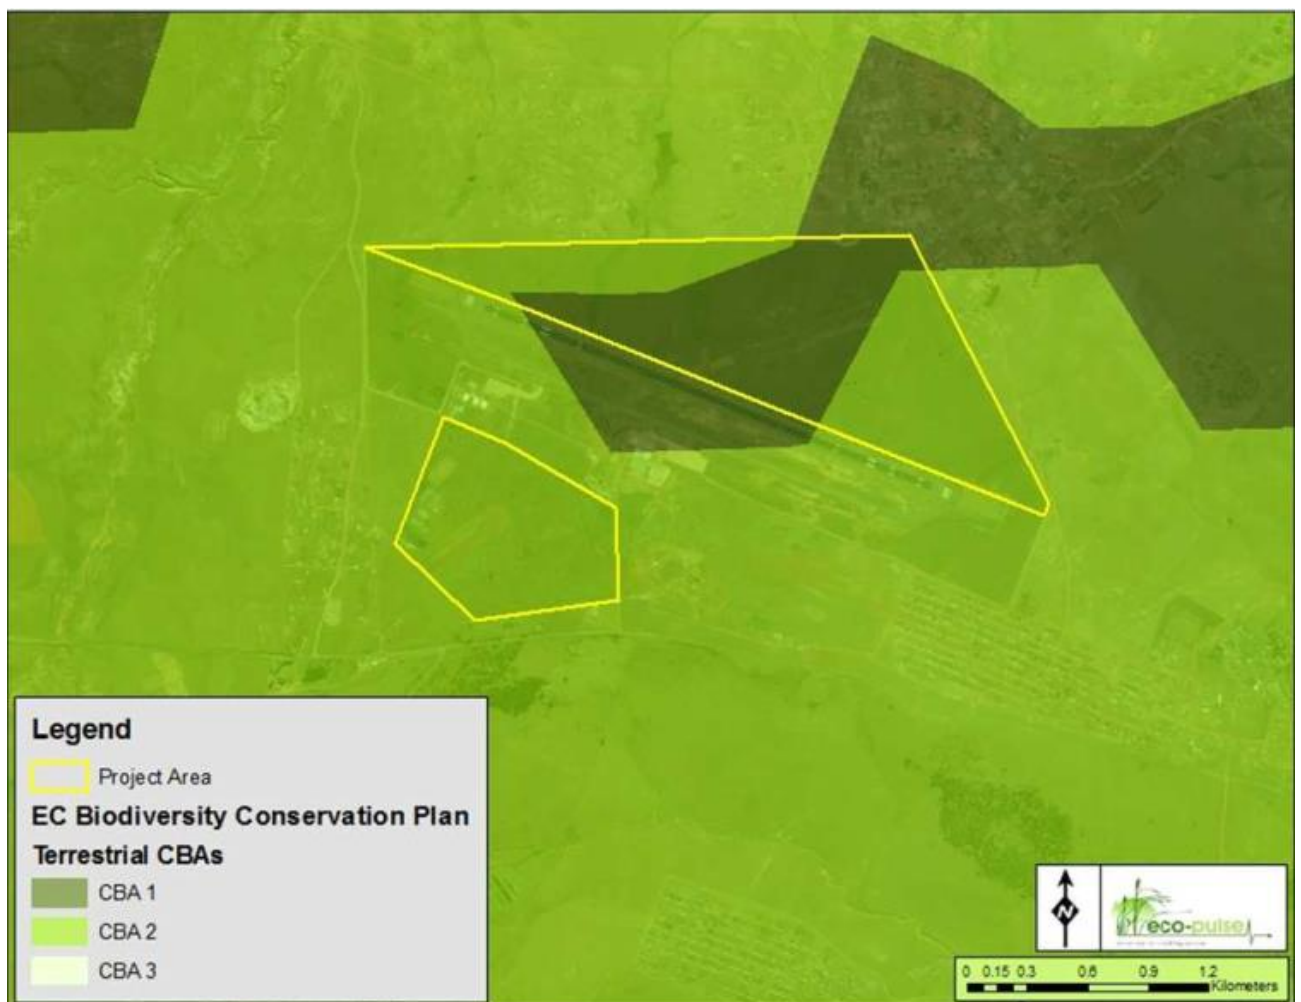 Legend
Project Area
EC Biodiversity Conservation Plan
Terrestrial CBAs
CBA 1
CBA 2
CBA 3
N
eco-pulse
0 0.15 0.3 0.6 0.9 1.2
Kilometers